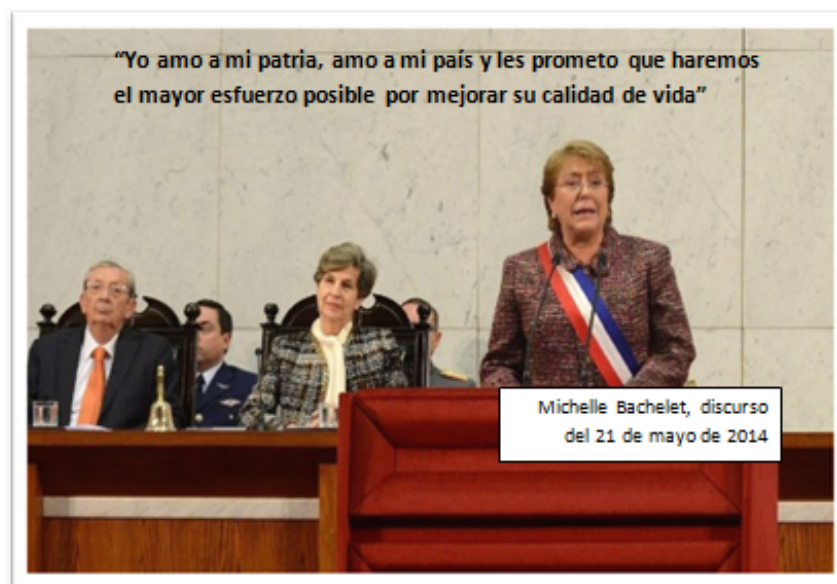 “Yo amo a mi patria, amo a mi país y les prometo que haremos
el mayor esfuerzo posible por mejorar su calidad de vida”
Michelle Bachelet, discurso
del 21 de mayo de 2014